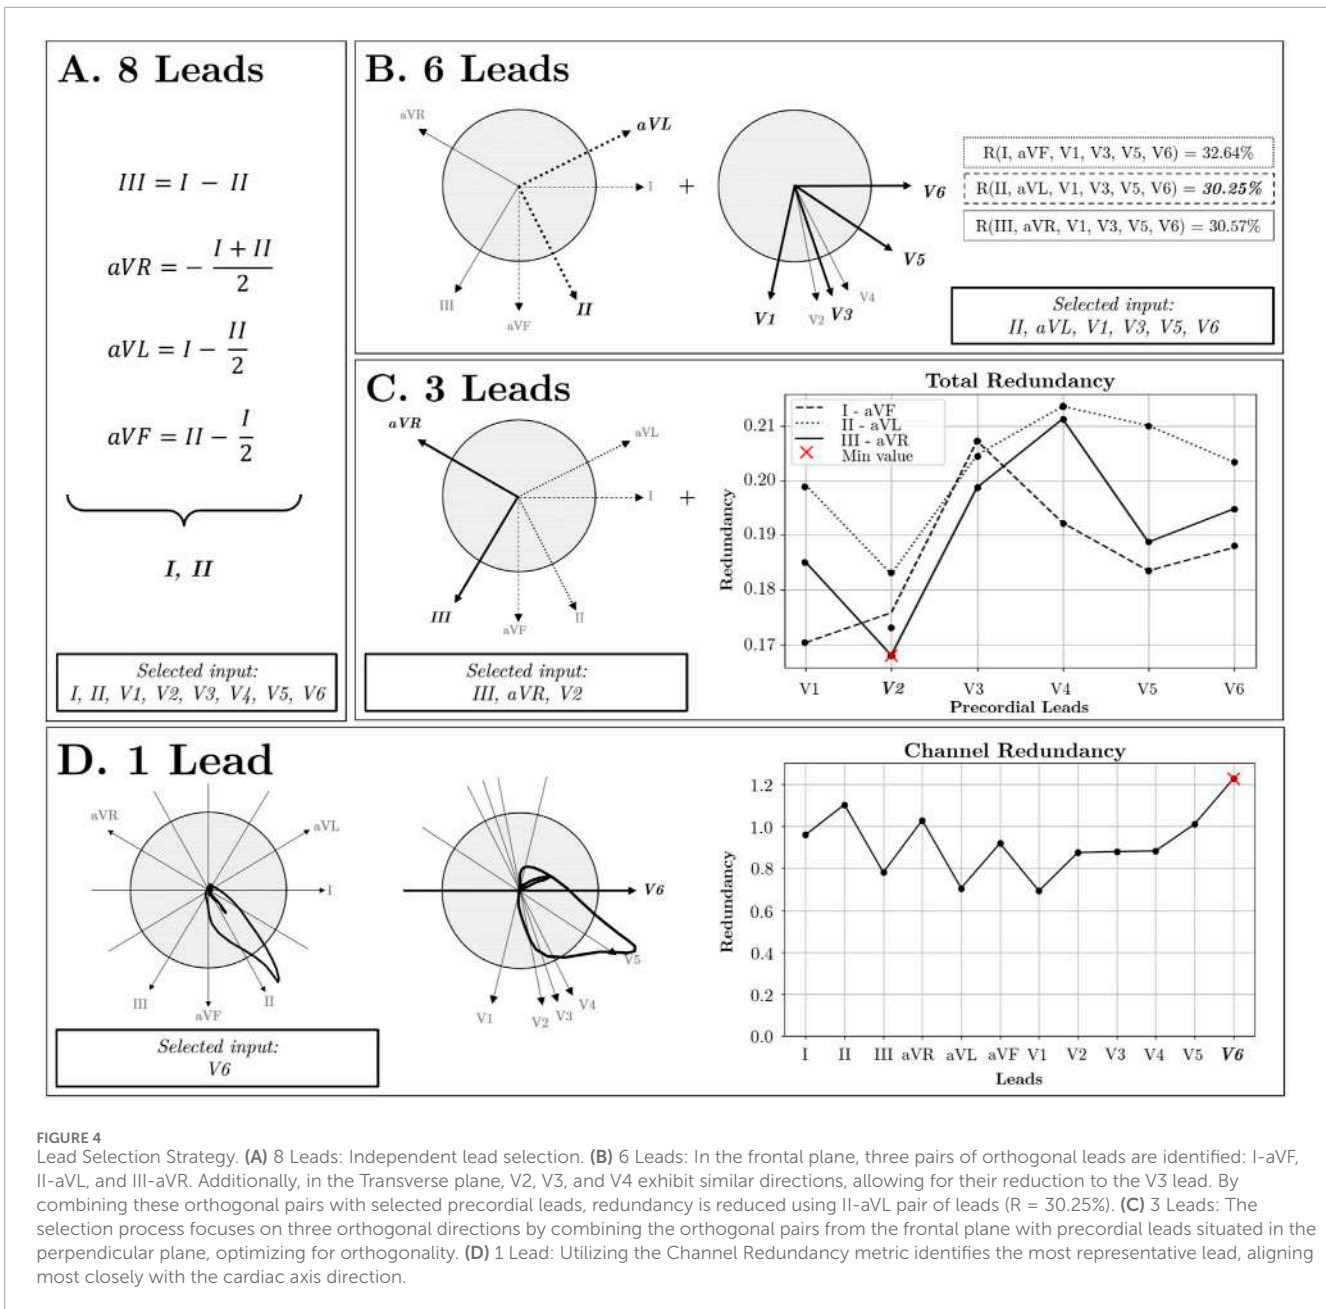 A. 8 Leads
III = I − II
aVR = − (I + II)/2
aVL = I − II/2
aVF = II − I/2
I, II
Selected input:
I, II, V1, V2, V3, V4, V5, V6
B. 6 Leads
aVR
aVL
I
II
aVF
III
+
V6
V5
V4
V3
V2
V1
R(I, aVF, V1, V3, V5, V6) = 32.64%
R(II, aVL, V1, V3, V5, V6) = 30.25%
R(III, aVR, V1, V3, V5, V6) = 30.57%
Selected input:
II, aVL, V1, V3, V5, V6
C. 3 Leads
aVR
aVL
I
II
aVF
III
+
Total Redundancy
I - aVF
II - aVL
III - aVR
Min value
Redundancy
0.21
0.20
0.19
0.18
0.17
V1 V2 V3 V4 V5 V6
Precordial Leads
Selected input:
III, aVR, V2
D. 1 Lead
aVR
aVL
I
II
aVF
III
V6
V5
V4
V3
V2
V1
Channel Redundancy
Redundancy
1.2
1.0
0.8
0.6
0.4
0.2
0.0
I II III aVR aVL aVF V1 V2 V3 V4 V5 V6
Leads
Selected input:
V6
FIGURE 4
Lead Selection Strategy. (A) 8 Leads: Independent lead selection. (B) 6 Leads: In the frontal plane, three pairs of orthogonal leads are identified: I-aVF,
II-aVL, and III-aVR. Additionally, in the Transverse plane, V2, V3, and V4 exhibit similar directions, allowing for their reduction to the V3 lead. By
combining these orthogonal pairs with selected precordial leads, redundancy is reduced using II-aVL pair of leads (R = 30.25%). (C) 3 Leads: The
selection process focuses on three orthogonal directions by combining the orthogonal pairs from the frontal plane with precordial leads situated in the
perpendicular plane, optimizing for orthogonality. (D) 1 Lead: Utilizing the Channel Redundancy metric identifies the most representative lead, aligning
most closely with the cardiac axis direction.